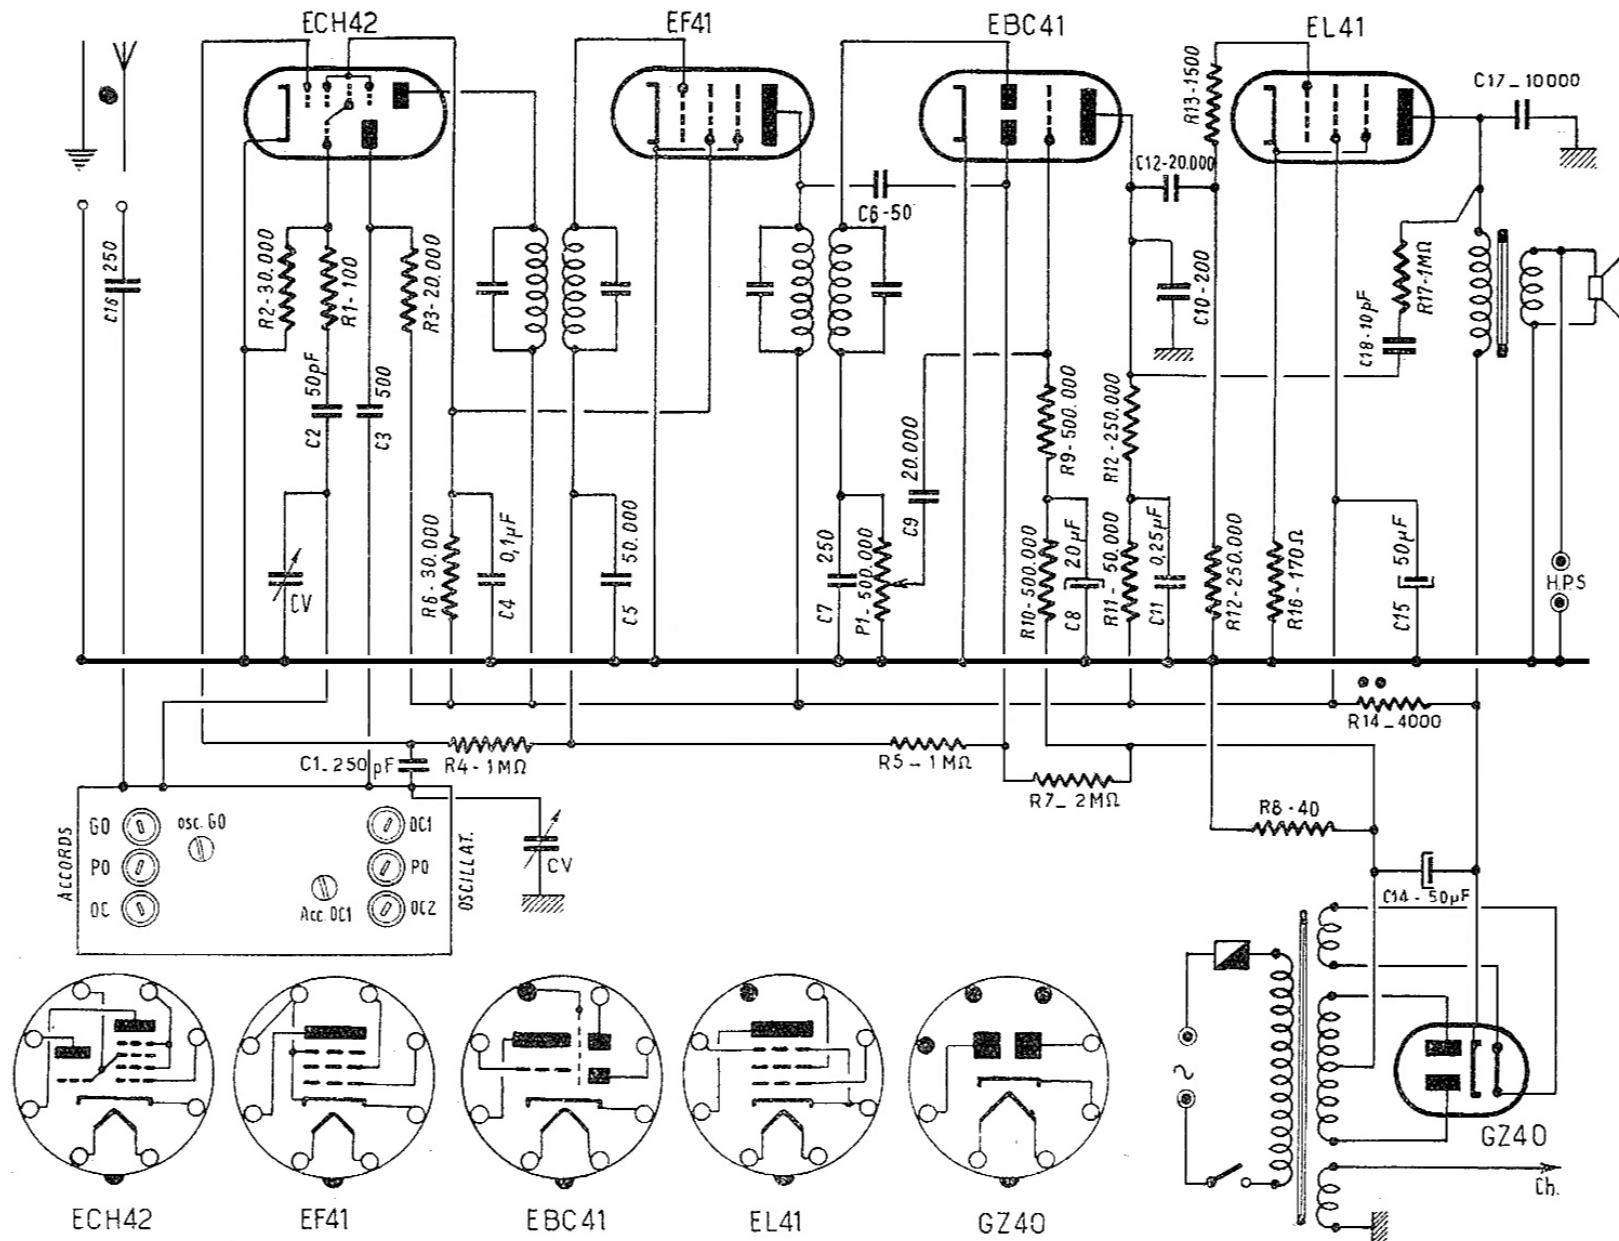 ECH42
EF41
EBC41
EL41
C17_10000
R13-1500
C12-20.000
C6-50
C16 250
R2-30.000
R1-100
R3-20.000
C10-200
R17-1MΩ
C18-10pF
50pF
C2
500
C3
20.000
C9
R9-500.000
R12-250.000
CV
R6-30.000
0,1µF
C4
50.000
C5
250
C7
P1-500.000
R10-500.000
20µF
C8
R11-50.000
0,25µF
C11
R12-250.000
R16-170Ω
50µF
C15
H.P.S
R14_4000
C1_250pF
R4-1MΩ
R5-1MΩ
R7_2MΩ
R8-40
C14-50µF
ACCORDS
GO
PO
OC
osc. GO
Acc. OC1
OC1
PO
OC2
OSCILLAT.
CV
GZ40
Ch.
ECH42
EF41
EBC41
EL41
GZ40